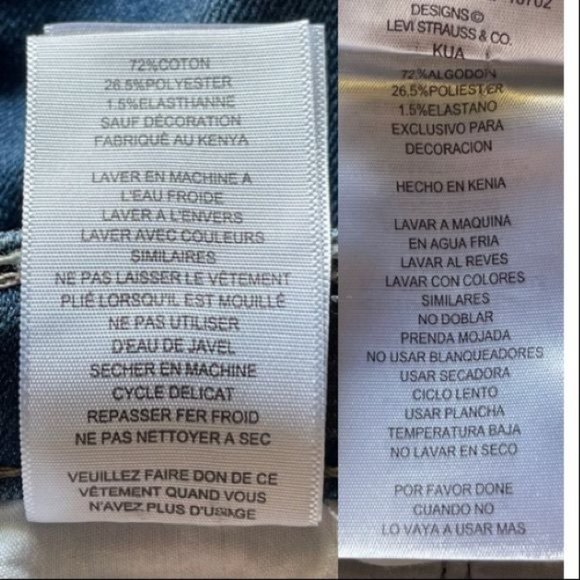 72%COTON
26.5%POLYESTER
1.5%ELASTHANNE
SAUF DÉCORATION
FABRIQUÉ AU KENYA
LAVER EN MACHINE A
L'EAU FROIDE
LAVER À L'ENVERS
LAVER AVEC COULEURS
SIMILAIRES
NE PAS LAISSER LE VÊTEMENT
PLIÉ LORSQU'IL EST MOUILLÉ
NE PAS UTILISER
D'EAU DE JAVEL
SECHER EN MACHINE
CYCLE DELICAT
REPASSER FER FROID
NE PAS NETTOYER A SEC
VEUILLEZ FAIRE DON DE CE
VÊTEMENT QUAND VOUS
N'AVEZ PLUS D'USAGE
DESIGNS©
LEVI STRAUSS & CO.
KUA
72%ALGODON
26.5%POLIESTER
1.5%ELASTANO
EXCLUSIVO PARA
DECORACION
HECHO EN KENIA
LAVAR A MAQUINA
EN AGUA FRIA
LAVAR AL REVES
LAVAR CON COLORES
SIMILARES
NO DOBLAR
PRENDA MOJADA
NO USAR BLANQUEADORES
USAR SECADORA
CICLO LENTO
USAR PLANCHA
TEMPERATURA BAJA
NO LAVAR EN SECO
POR FAVOR DONE
CUANDO NO
LO VAYA A USAR MAS